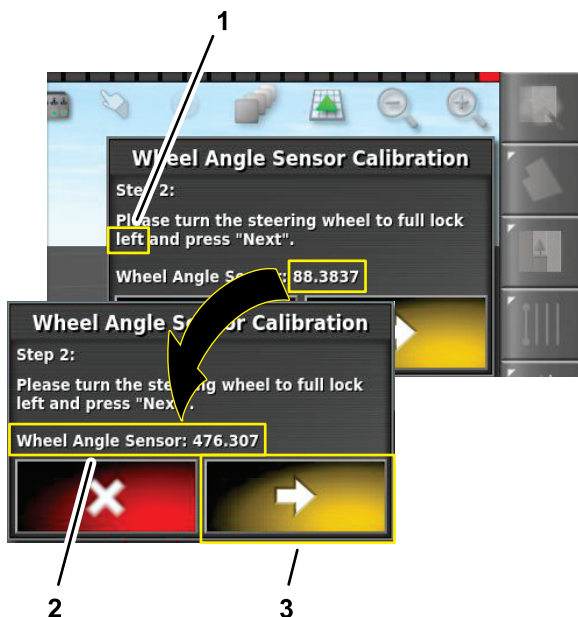 1
Wheel Angle Sensor Calibration
Step 2:
Please turn the steering wheel to full lock
left and press "Next".
Wheel Angle Sensor: 88.3837
Wheel Angle Sensor Calibration
Step 2:
Please turn the steering wheel to full lock
left and press "Next".
Wheel Angle Sensor: 476.307
2
3